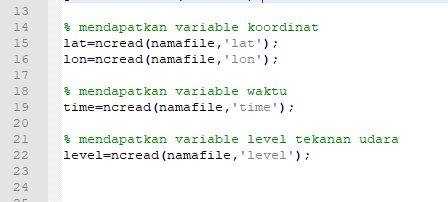 13
14 % mendapatkan variable koordinat
15 lat=ncread(namafile,'lat');
16 lon=ncread(namafile,'lon');
17
18 % mendapatkan variable waktu
19 time=ncread(namafile,'time');
20
21 % mendapatkan variable level tekanan udara
22 level=ncread(namafile,'level');
23
24
25